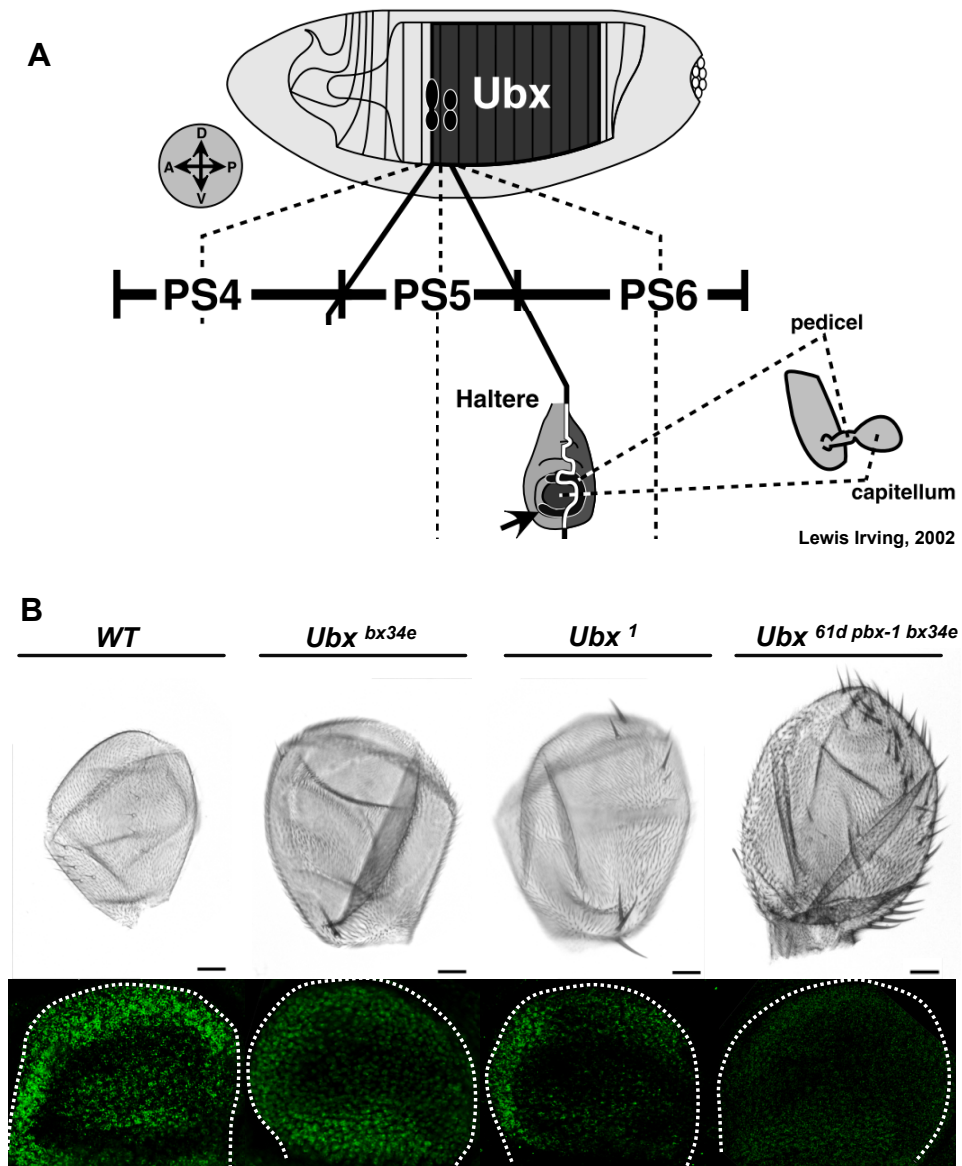 A
Ubx
D
A P
V
PS4 PS5 PS6
pedicel
Haltere
capitellum
Lewis Irving, 2002
B
WT Ubx bx34e Ubx 1 Ubx 61d pbx-1 bx34e